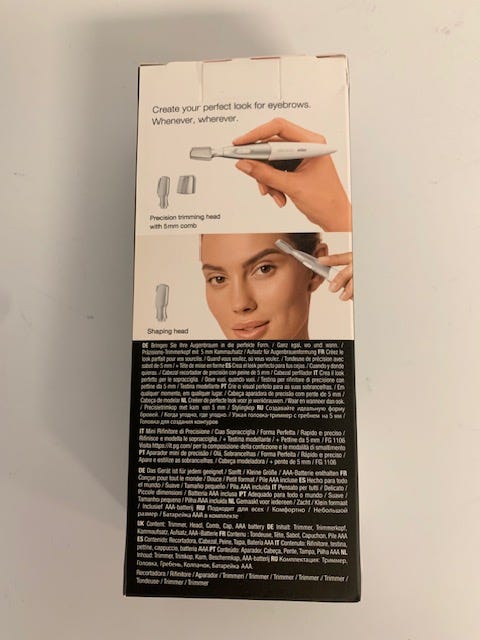 Create your perfect look for eyebrows.
Whenever, wherever.
Precision trimming head
with 5mm comb
Shaping head
DE Bringen Sie Ihre Augenbrauen in die perfekte Form. / Ganz egal, wo und wann. /
Präzisions-Trimmerkopf mit 5 mm Kammaufsatz / Aufsatz für Augenbrauenformung FR Créez le
look parfait pour vos sourcils. / Quand vous voulez, où vous voulez. / Tondeuse de précision avec
sabot de 5 mm / +Tête de mise en forme ES Crea el look perfecto para tus cejas. / Cuando y donde
quieras. / Cabezal recortador de precisión con peine de 5 mm / Cabezal perfilador IT Crea il look
perfetto per le sopracciglia. / Dove vuoi, quando vuoi. / Testina per rifinitore di precisione con
pettine da 5 mm / Testina modellante PT Crie o visual perfeito para as suas sobrancelhas. / Em
qualquer momento, em qualquer lugar. / Cabeça aparadora de precisão com pente de 5 mm /
Cabeça de modelar NL Creëer de perfecte look voor je wenkbrauwen. / Waar en wanneer dan ook.
/ Precisietrimkop met kam van 5 mm / Stylingkop RU Создавайте идеальную форму
бровей. / Когда угодно, где угодно. / Узкая головка-триммер с гребнем на 5 мм /
Головка для создания контуров
IT Mini Rifinitore di Precisione / Ciao Sopracciglia / Forma Perfetta / Rapido e preciso /
Rifinisce e modella le sopracciglia. / + Testina modellante / + Pettine da 5 mm / FG 1106
Visita https://it.pg.com/ per la composizione della confezione e le modalità di smaltimento
PT Aparador mini de precisão / Olá, Sobrancelhas / Forma Perfeita / Rápido e preciso /
Apare e estilize as sobrancelhas. / Cabeça modeladora / + pente de 5 mm / FG 1106
DE Das Gerät ist für jedem geeignet / Sanft / Kleine Größe / AAA-Batterie enthalten FR
Conçue pour tout le monde / Douce / Petit format / Pile AAA incluse ES Hecho para todo
el mundo / Suave / Tamaño pequeño / Pila AAA incluida IT Pensato per tutti / Delicato /
Piccole dimensioni / Batteria AAA inclusa PT Adequado para todo o mundo / Suave /
Tamanho pequeno / Pilha AAA incluída NL Gemaakt voor iedereen / Zacht / Klein formaat
/ Inclusief AAA-batterij RU Подходит для всех / Комфортно / Небольшой
размер / Батарейка AAA в комплекте
UK Content: Trimmer, Head, Comb, Cap, AAA battery DE Inhalt: Trimmer, Trimmerkopf,
Kammaufsatz, Aufsatz, AAA-Batterie FR Contenu : Tondeuse, Tête, Sabot, Capuchon, Pile AAA
ES Contenido: Recortadora, Cabezal, Peine, Tapa, Batería AAA IT Contenuto: Rifinitore, testina,
pettine, cappuccio, batteria AAA PT Conteúdo: Aparador, Cabeça, Pente, Tampa, Pilha AAA NL
Inhoud: Trimmer, Trimkop, Kam, Beschermkap, AAA-batterij RU Комплектация: Триммер,
Головка, Гребень, Колпачок, Батарейка AAA.
Recortadora / Rifinitore / Aparador / Триммеrl / Trimmer / Trimmer / Trimmer / Trimmer /
Tondeuse / Trimmer / Trimmer